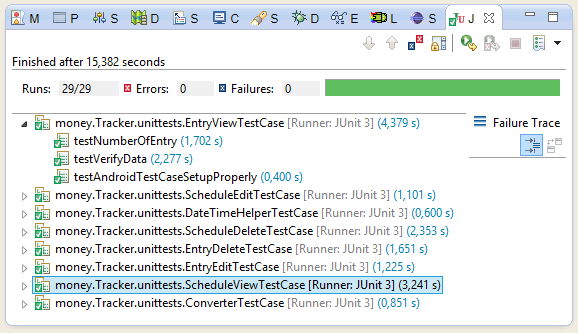 M P S D S C S D E L S JU J
Finished after 15,382 seconds
Runs: 29/29 Errors: 0 Failures: 0
money.Tracker.unittests.EntryViewTestCase [Runner: JUnit 3] (4,379 s)
Failure Trace
testNumberOfEntry (1,702 s)
testVerifyData (2,277 s)
testAndroidTestCaseSetupProperly (0,400 s)
money.Tracker.unittests.ScheduleEditTestCase [Runner: JUnit 3] (1,101 s)
money.Tracker.unittests.DateTimeHelperTestCase [Runner: JUnit 3] (0,600 s)
money.Tracker.unittests.ScheduleDeleteTestCase [Runner: JUnit 3] (2,353 s)
money.Tracker.unittests.EntryDeleteTestCase [Runner: JUnit 3] (1,651 s)
money.Tracker.unittests.EntryEditTestCase [Runner: JUnit 3] (1,225 s)
money.Tracker.unittests.ScheduleViewTestCase [Runner: JUnit 3] (3,241 s)
money.Tracker.unittests.ConverterTestCase [Runner: JUnit 3] (0,851 s)